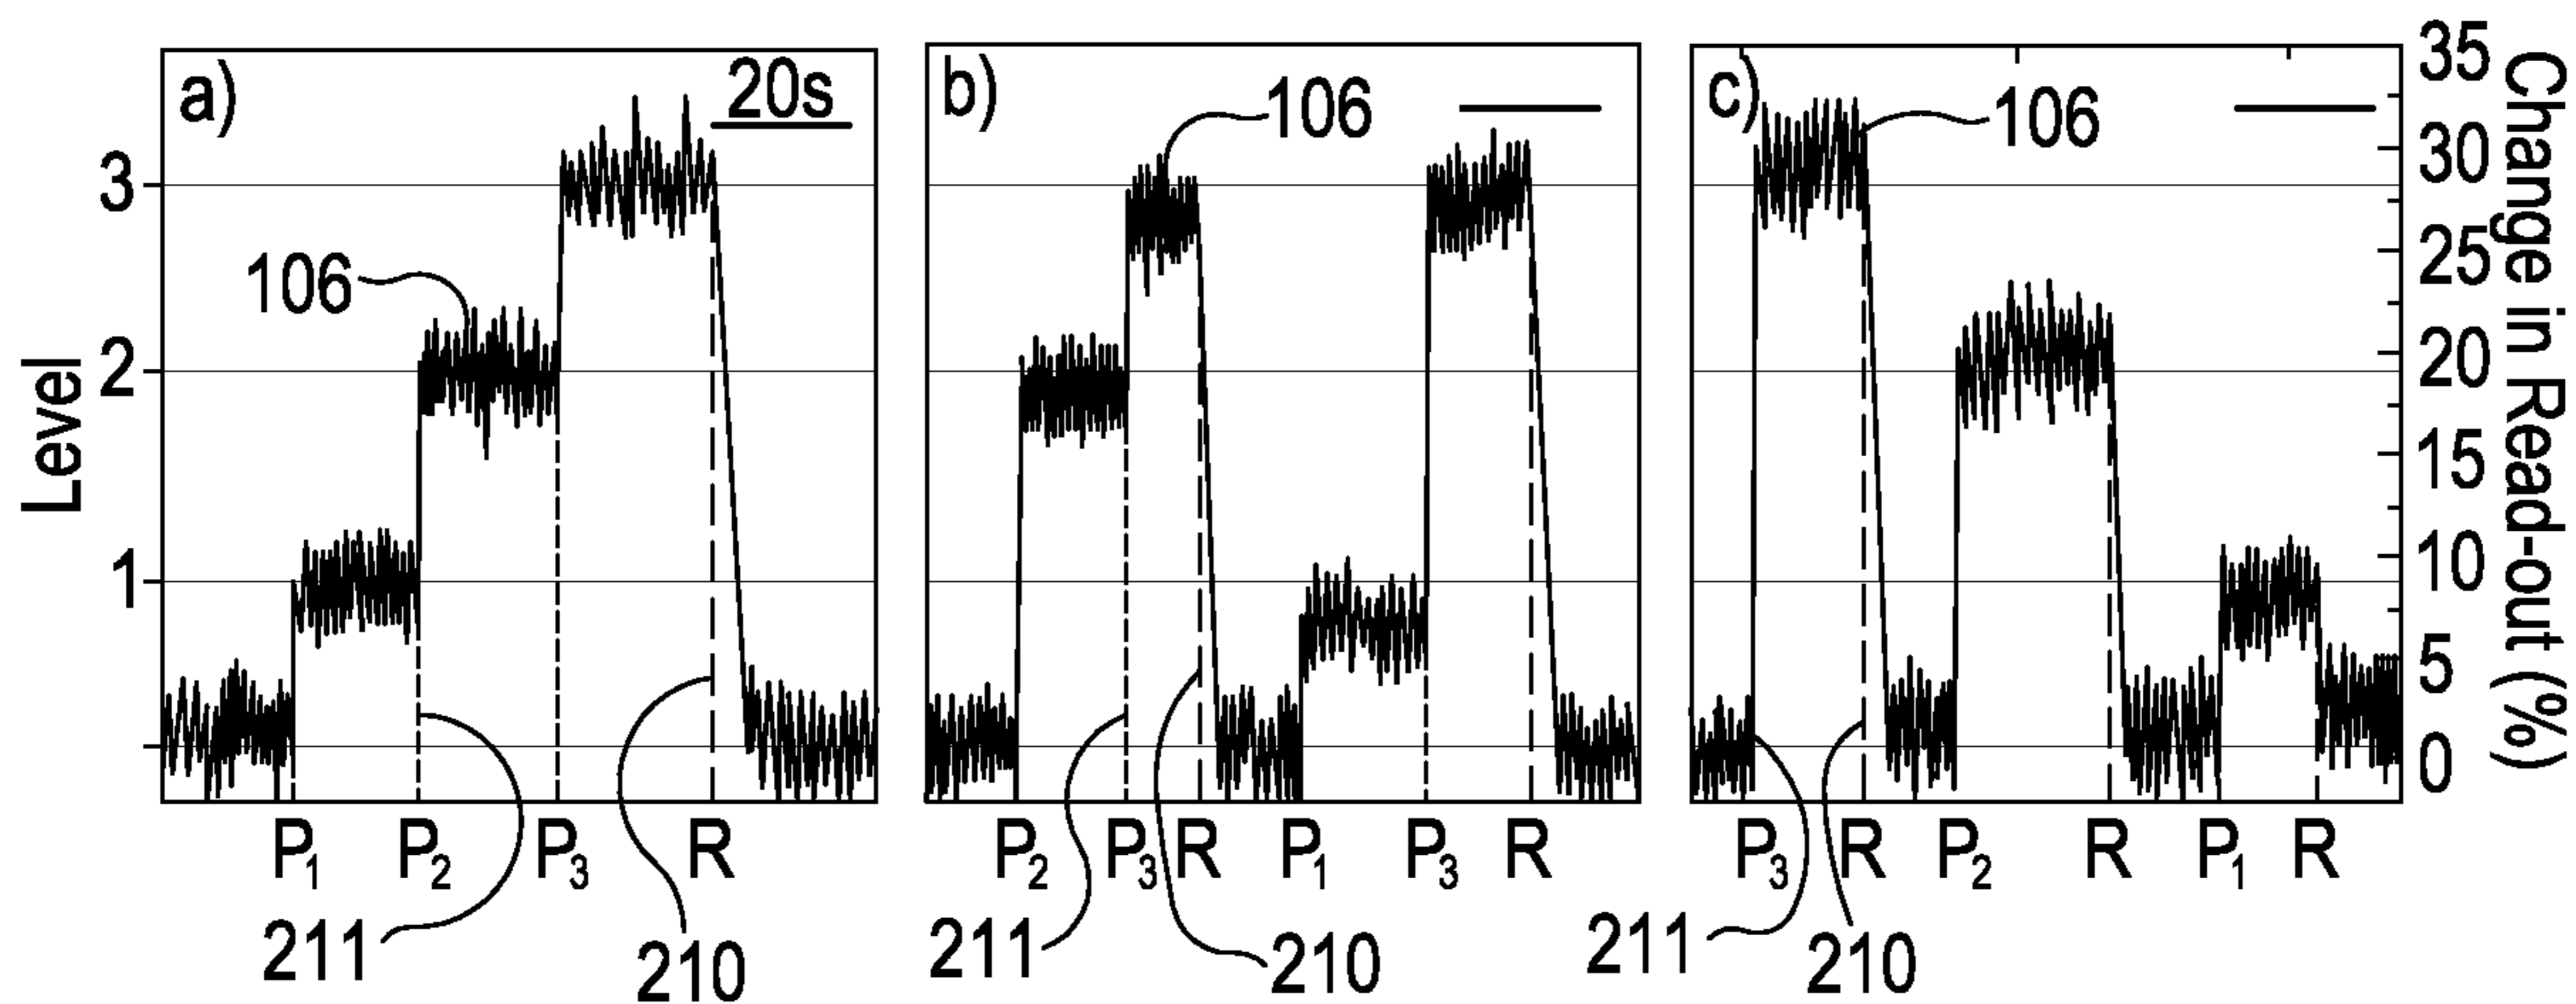 a)
20s
106
Level
3
2
1
P1 P2 P3 R
211
210
b)
106
P2 P3 R P1 P3 R
211
210
c)
106
P3 R P2 R P1 R
211
210
35
30
25
20
15
10
5
0
Change in Read-out (%)